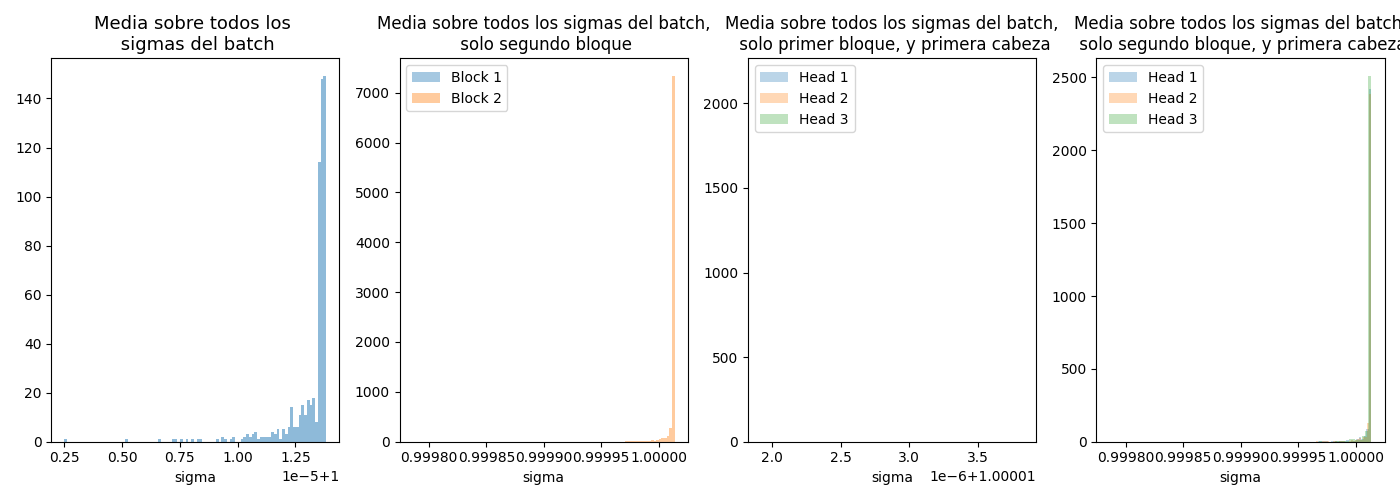 Media sobre todos los
sigmas del batch
140
120
100
80
60
40
20
0
0.25 0.50 0.75 1.00 1.25
sigma
1e−5+1
Media sobre todos los sigmas del batch,
solo segundo bloque
Block 1
Block 2
7000
6000
5000
4000
3000
2000
1000
0
0.99980 0.99985 0.99990 0.99995 1.00000
sigma
Media sobre todos los sigmas del batch,
solo primer bloque, y primera cabeza
Head 1
Head 2
Head 3
2000
1500
1000
500
0
2.0 2.5 3.0 3.5
sigma
1e−6+1.00001
Media sobre todos los sigmas del batch
solo segundo bloque, y primera cabeza
Head 1
Head 2
Head 3
2500
2000
1500
1000
500
0
0.99980 0.99985 0.99990 0.99995 1.00000
sigma